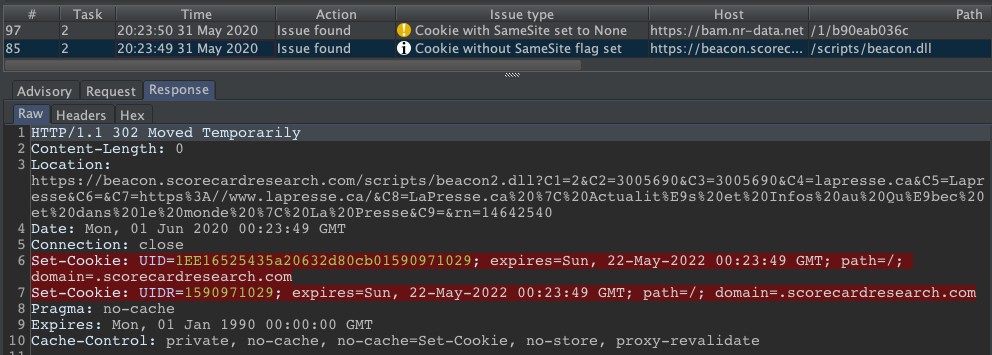 # Task Time Action Issue type Host Path
97 2 20:23:50 31 May 2020 Issue found Cookie with SameSite set to None https://bam.nr-data.net /1/b90eab036c
85 2 20:23:49 31 May 2020 Issue found Cookie without SameSite flag set https://beacon.scorec... /scripts/beacon.dll
Advisory Request Response
Raw Headers Hex
1 HTTP/1.1 302 Moved Temporarily
2 Content-Length: 0
3 Location:
https://beacon.scorecardresearch.com/scripts/beacon2.dll?C1=2&C2=3005690&C3=3005690&C4=lapresse.ca&C5=Lapr
esse&C6=&C7=https%3A//www.lapresse.ca/&C8=LaPresse.ca%20%7C%20Actualit%E9s%20et%20Infos%20au%20Qu%E9bec%20
et%20dans%20le%20monde%20%7C%20La%20Presse&C9=&rn=14642540
4 Date: Mon, 01 Jun 2020 00:23:49 GMT
5 Connection: close
6 Set-Cookie: UID=1EE16525435a20632d80cb01590971029; expires=Sun, 22-May-2022 00:23:49 GMT; path=/;
domain=.scorecardresearch.com
7 Set-Cookie: UIDR=1590971029; expires=Sun, 22-May-2022 00:23:49 GMT; path=/; domain=.scorecardresearch.com
8 Pragma: no-cache
9 Expires: Mon, 01 Jan 1990 00:00:00 GMT
10 Cache-Control: private, no-cache, no-cache=Set-Cookie, no-store, proxy-revalidate